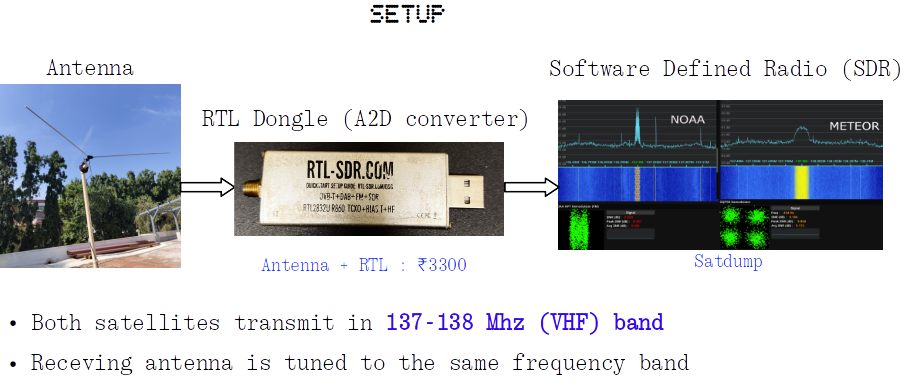 SETUP
Antenna
Software Defined Radio (SDR)
RTL Dongle (A2D converter)
NOAA
METEOR
RTL-SDR.COM
QUICKSTART SETUP GUIDE: RTL-SDR.COM/QSG
DVB-T+DAB+FM+SDR
RTL2832U R860 TCXO+BIAS T+HF
Signal
Signal
Antenna + RTL : ₹3300
Satdump
• Both satellites transmit in 137-138 Mhz (VHF) band
• Receving antenna is tuned to the same frequency band